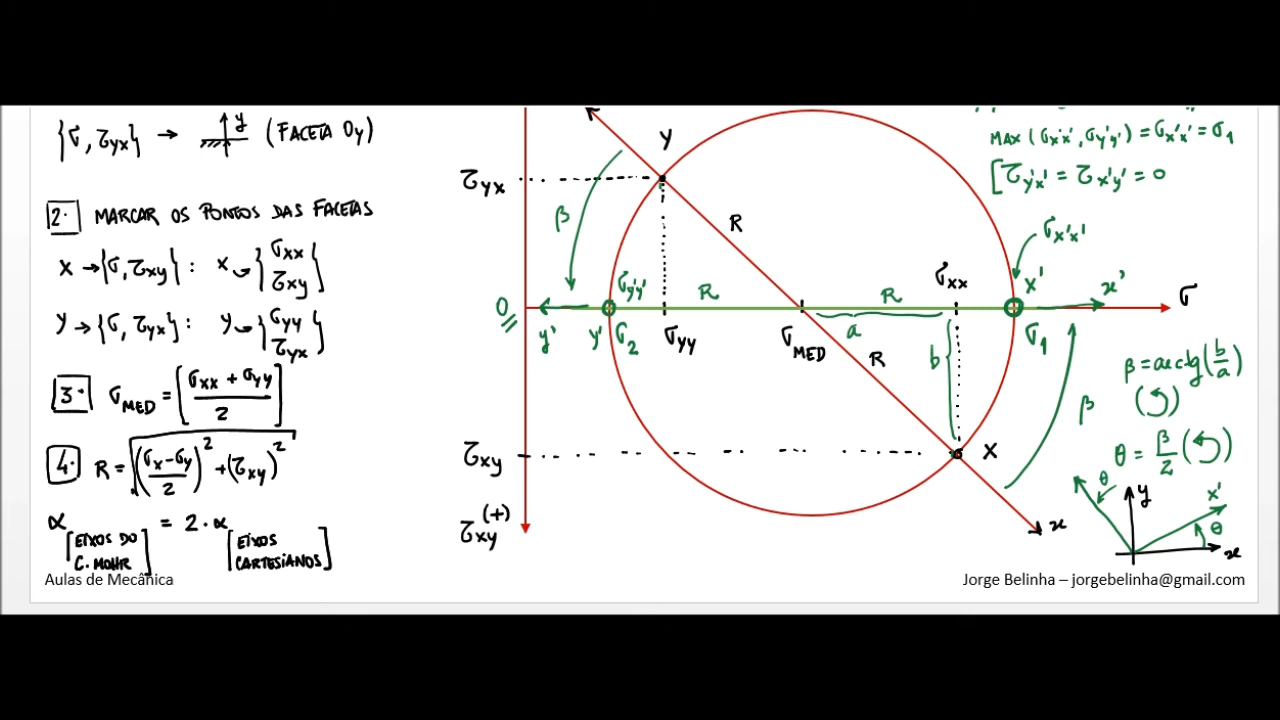 {σ, τyx} → y (FACETA Oy)
2. MARCAR OS PONTOS DAS FACETAS
X → {σ, τxy} : X → {σxx τxy}
Y → {σ, τyx} : Y → {σyy τyx}
3. σMED = [(σxx + σyy)/2]
4. R = √(((σx - σy)/2)² + (τxy)²)
α[EIXOS DO C. MOHR] = 2·α[EIXOS CARTESIANOS]
Y
τyx
β
R
σy'y'
R
R
σxx
σx'x'
X'
x'
σ
0
y'
y'
σ2
σyy
σMED
a
R
b
σ1
β
τxy
X
τxy (+)
x
MAX (σx'x', σy'y') = σx'x' = σ1
[τy'x' = τx'y' = 0
β = arctg(b/a)
(↺)
θ = β/2 (↺)
θ
y
x'
θ
x
Aulas de Mecânica
Jorge Belinha – jorgebelinha@gmail.com